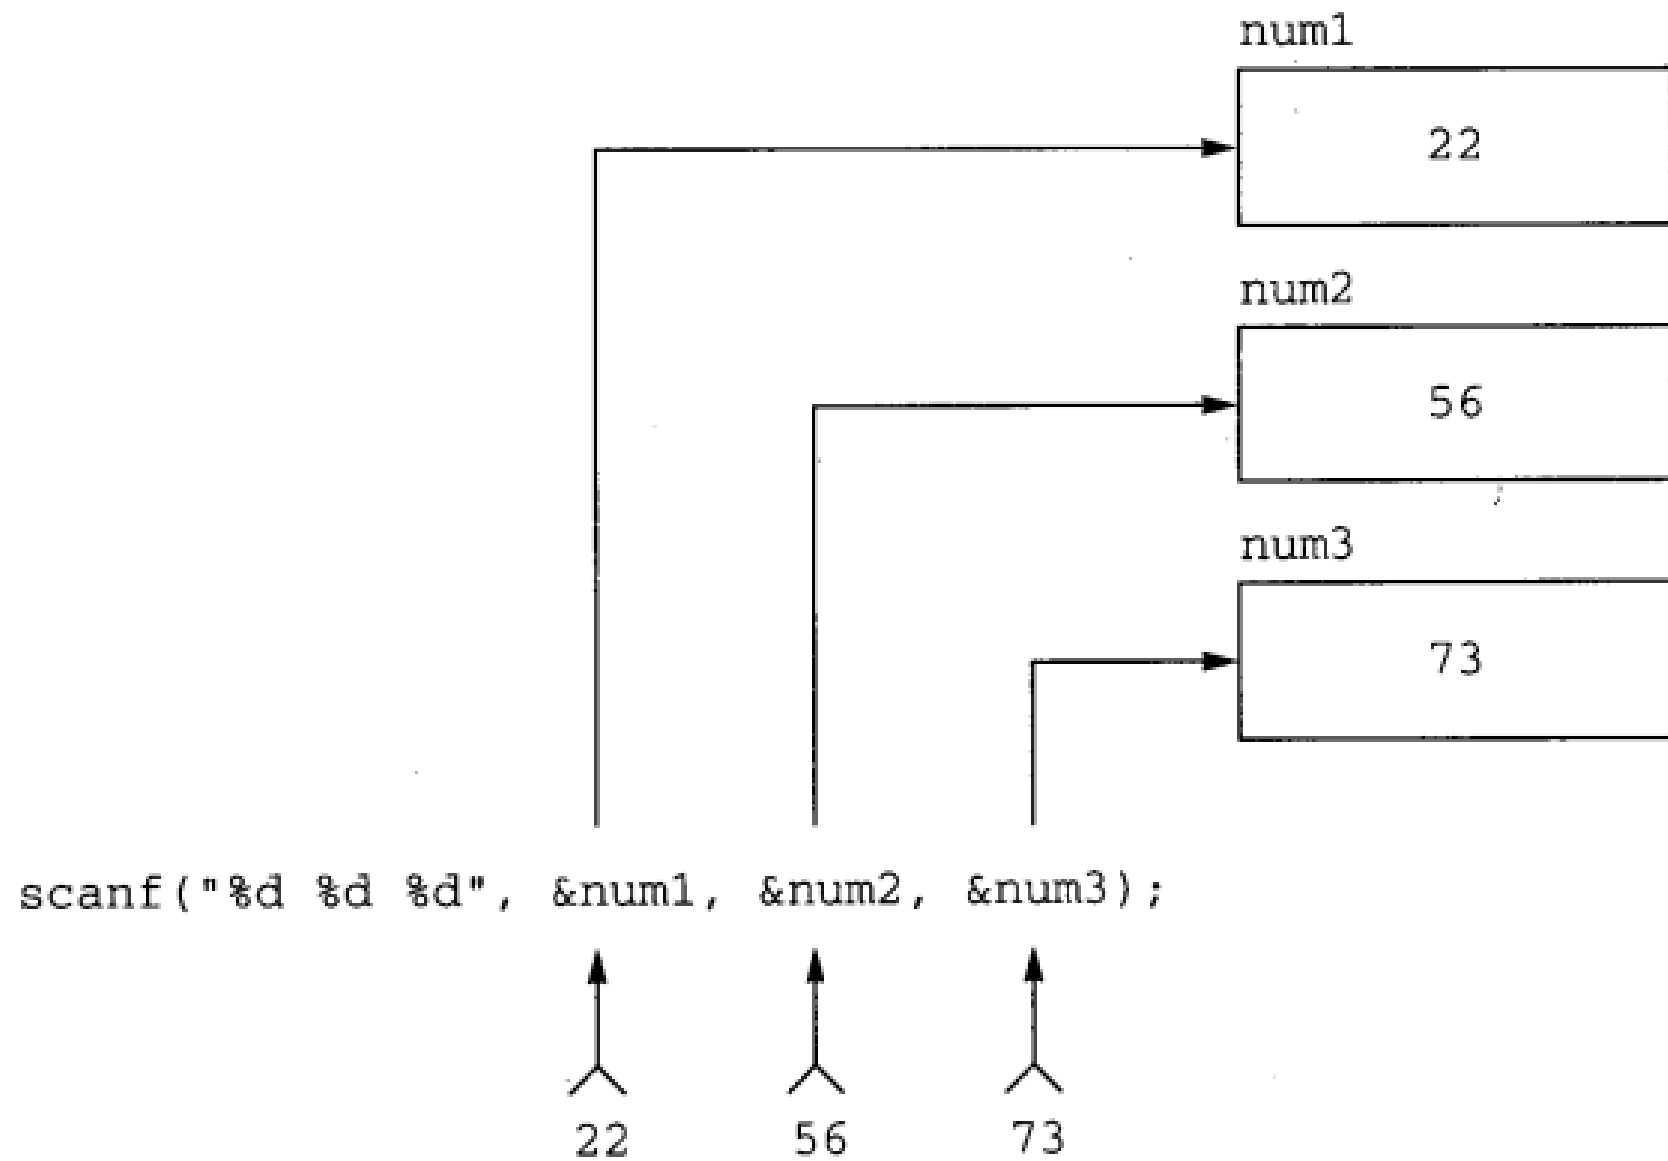 num1
22
num2
56
num3
73
scanf("%d %d %d", &num1, &num2, &num3);
22 56 73